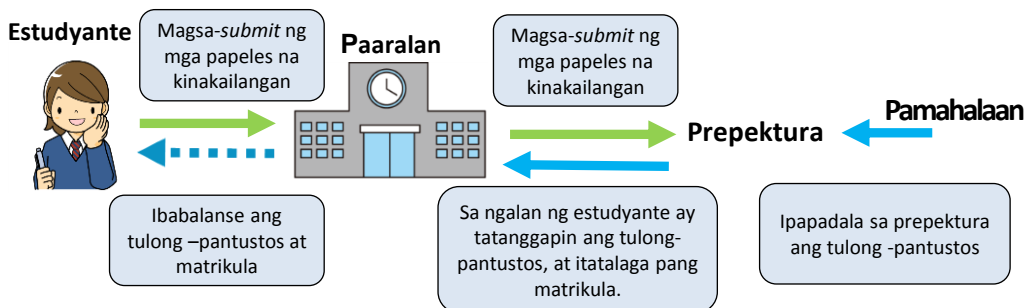 Estudyante
Magsa-submit ng
mga papeles na
kinakailangan
Paaralan
Magsa-submit ng
mga papeles na
kinakailangan
Prepektura
Pamahalaan
Ibabalanse ang
tulong –pantustos at
matrikula
Sa ngalan ng estudyante ay
tatanggapin ang tulong-
pantustos, at itatalaga pang
matrikula.
Ipapadala sa prepektura
ang tulong -pantustos